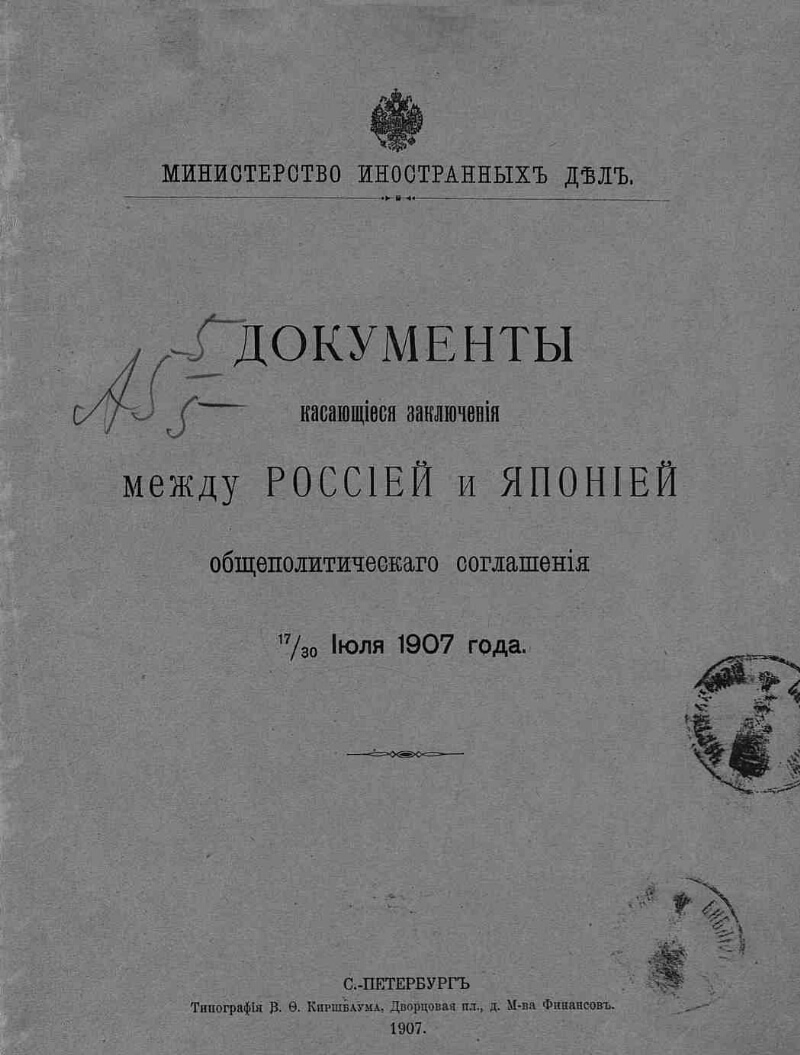 МИНИСТЕРСТВО ИНОСТРАННЫХЪ ДѢЛЪ.
ДОКУМЕНТЫ
касающіеся заключенія
между РОССІЕЙ и ЯПОНІЕЙ
общеполитическаго соглашенія
17/30 Іюля 1907 года.
С.-ПЕТЕРБУРГЪ
Типографія В. Ѳ. Киршбаума, Дворцовая пл., д. М-ва Финансовъ.
1907.